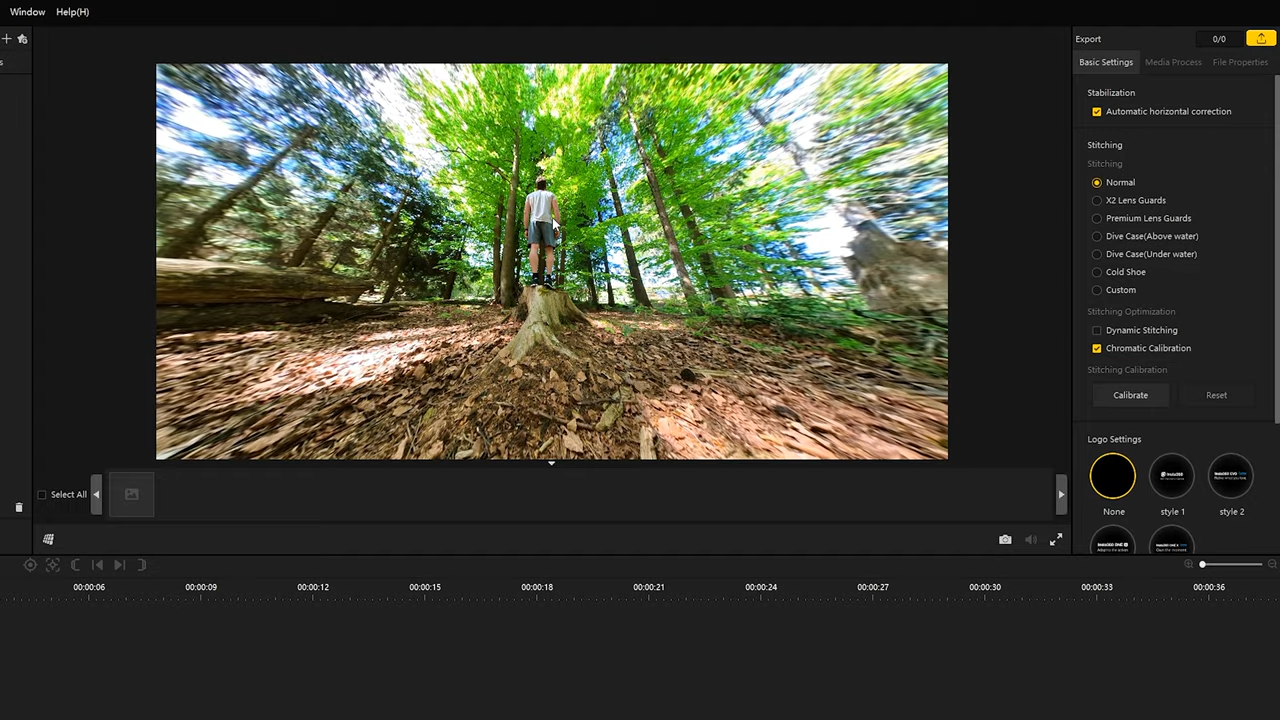 Window Help(H)
Export 0/0
s
Basic Settings Media Process File Properties
Stabilization
Automatic horizontal correction
Stitching
Stitching
Normal
X2 Lens Guards
Premium Lens Guards
Dive Case(Above water)
Dive Case(Under water)
Cold Shoe
Custom
Stitching Optimization
Dynamic Stitching
Chromatic Calibration
Stitching Calibration
Calibrate Reset
Logo Settings
None style 1 style 2
Select All
00:00:06 00:00:09 00:00:12 00:00:15 00:00:18 00:00:21 00:00:24 00:00:27 00:00:30 00:00:33 00:00:36